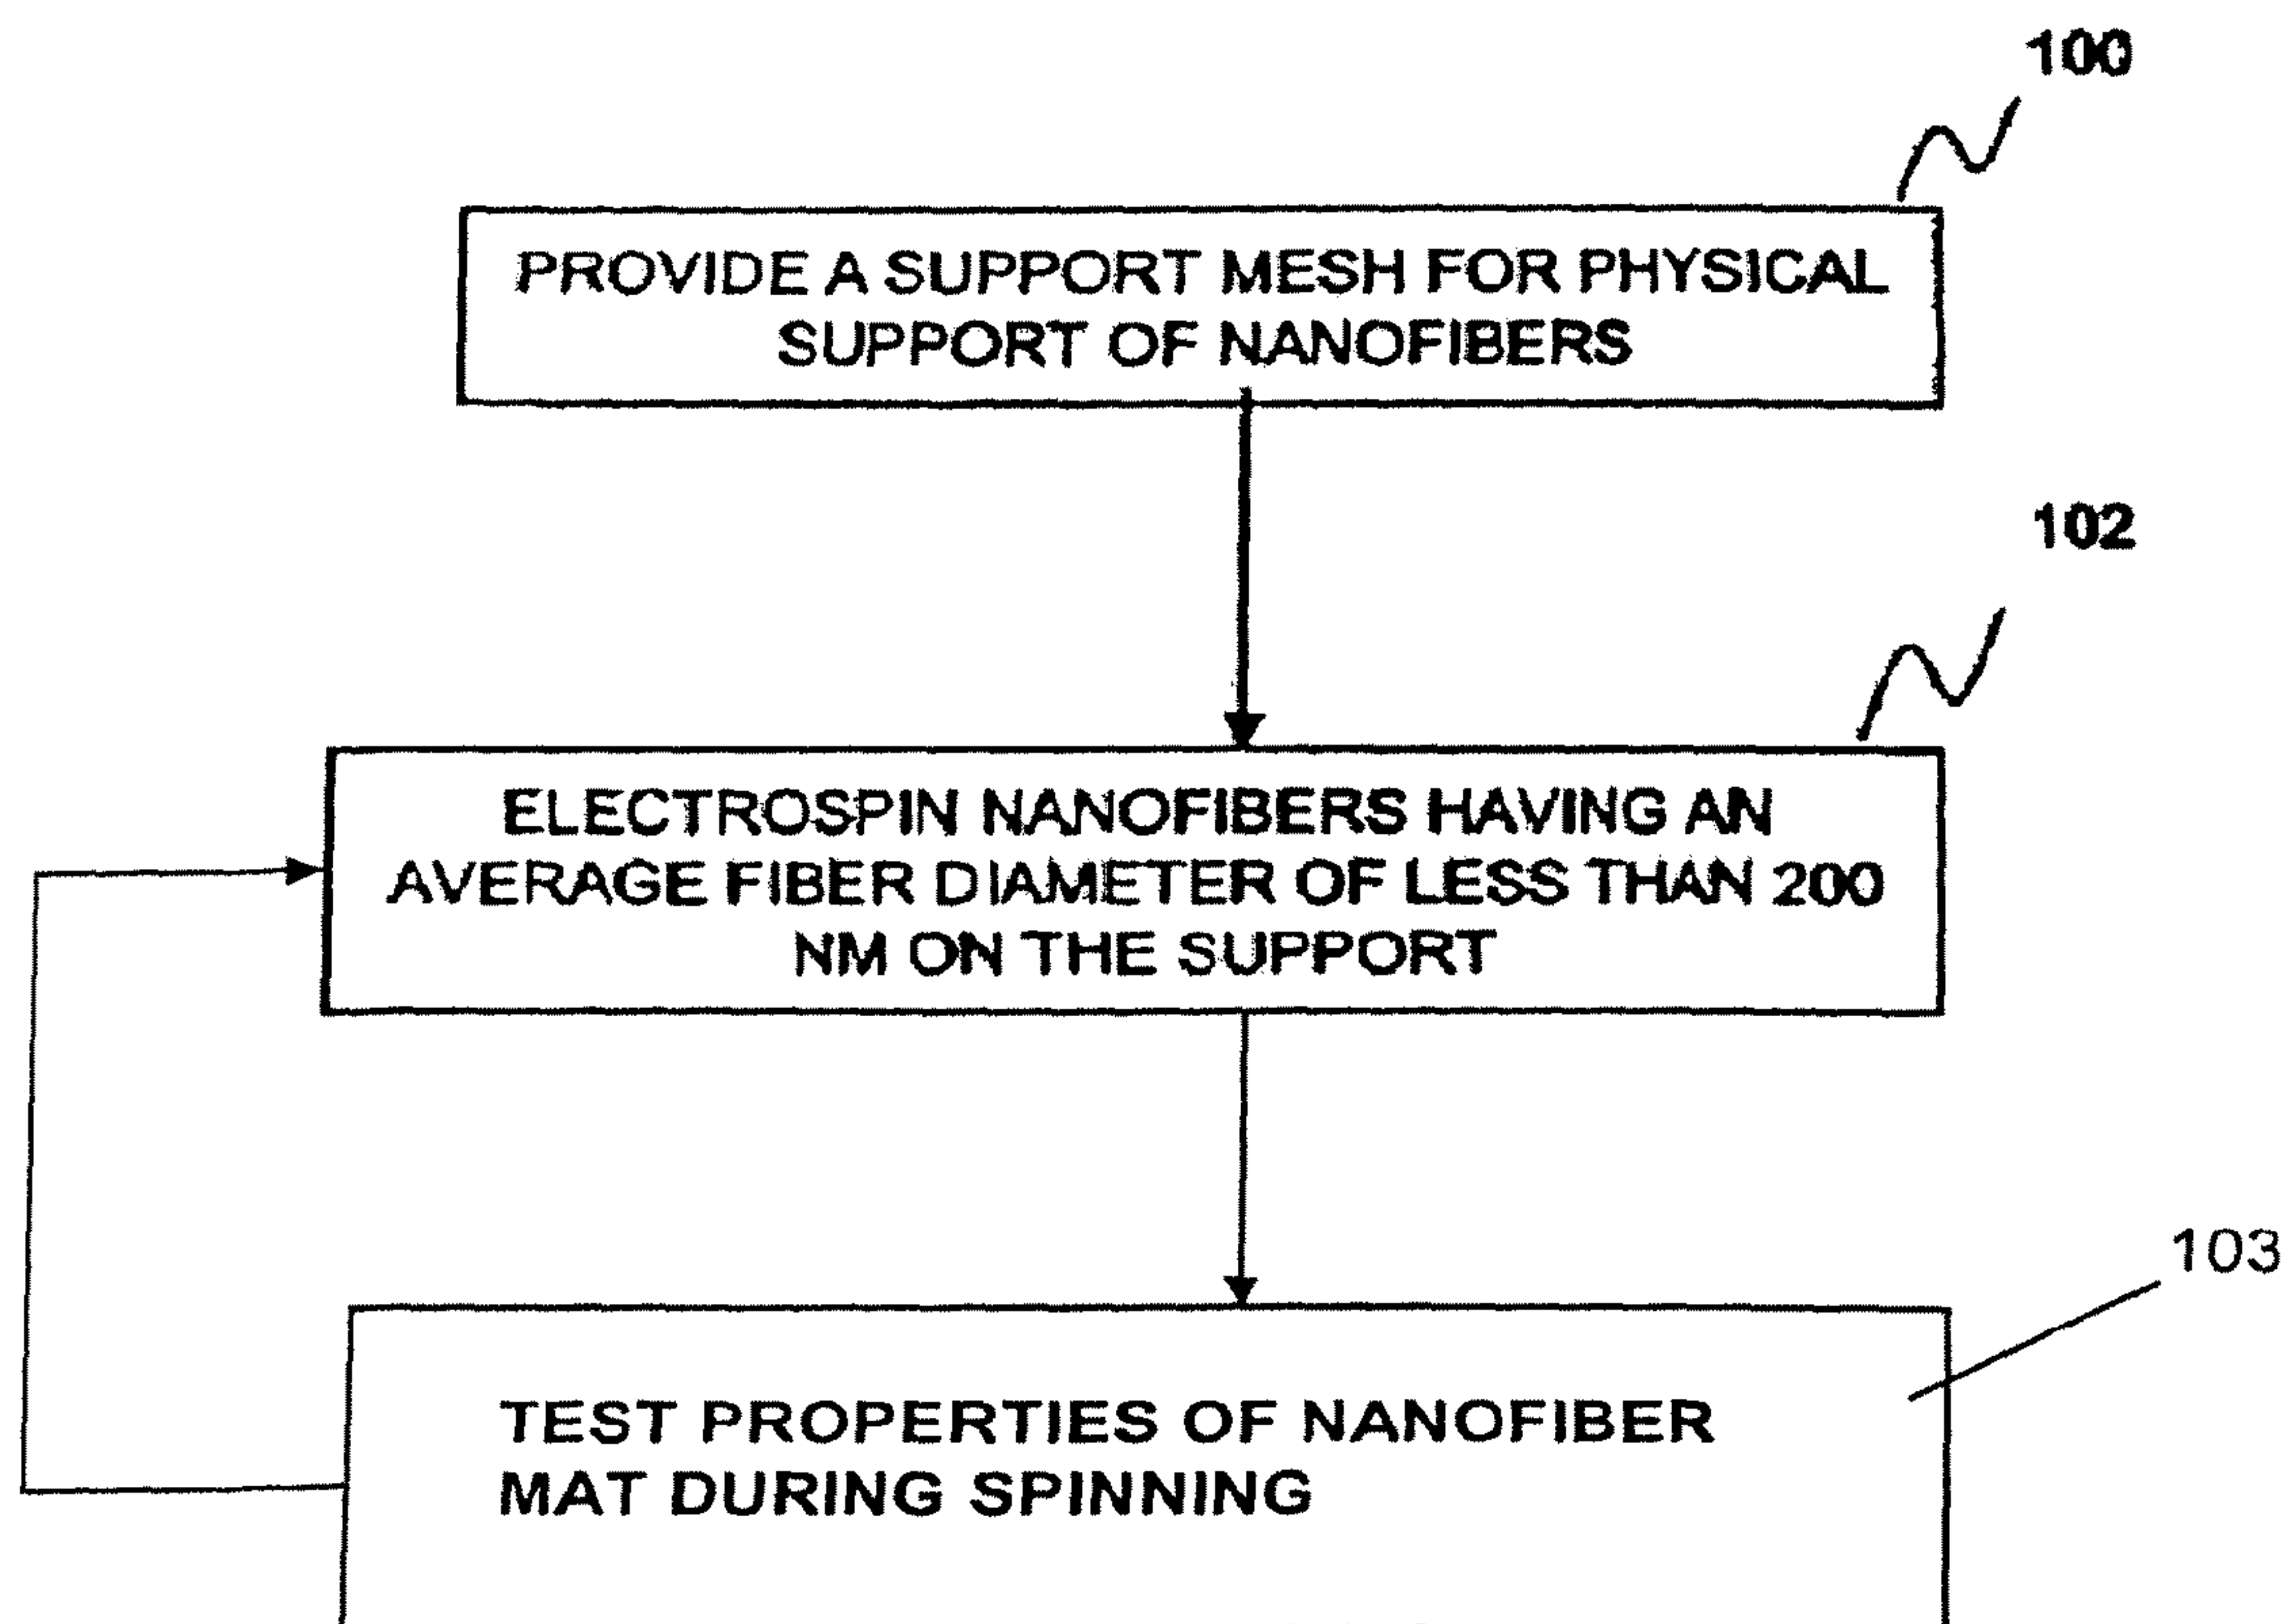 100
PROVIDE A SUPPORT MESH FOR PHYSICAL
SUPPORT OF NANOFIBERS
102
ELECTROSPIN NANOFIBERS HAVING AN
AVERAGE FIBER DIAMETER OF LESS THAN 200
NM ON THE SUPPORT
103
TEST PROPERTIES OF NANOFIBER
MAT DURING SPINNING